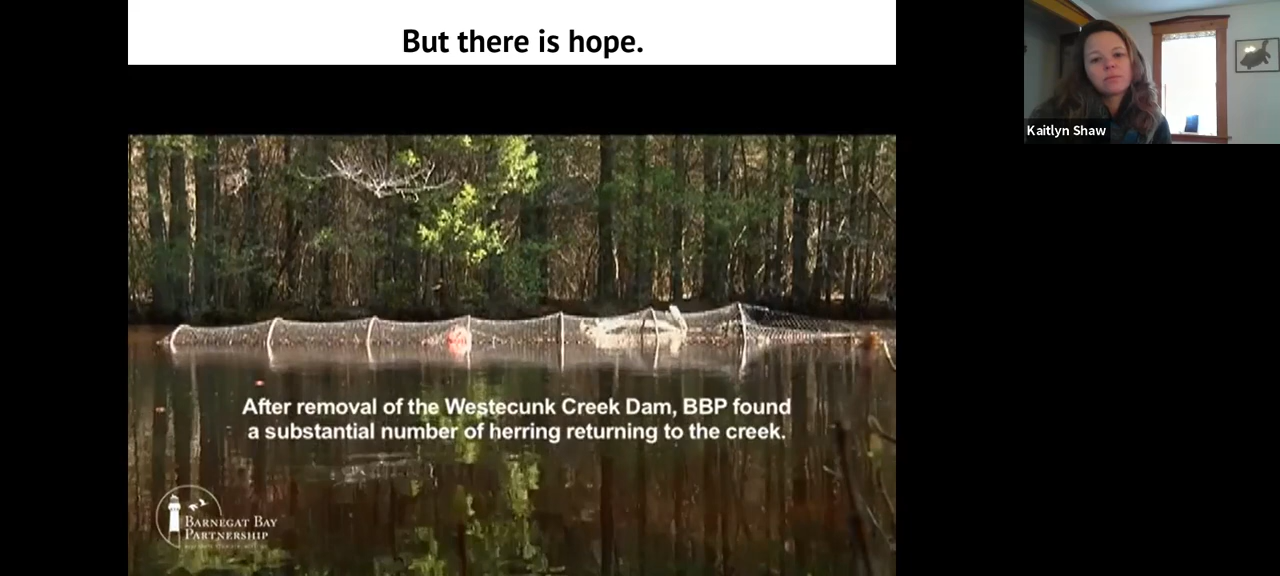 But there is hope.
Kaitlyn Shaw
After removal of the Westecunk Creek Dam, BBP found
a substantial number of herring returning to the creek.
BARNEGAT BAY
PARTNERSHIP